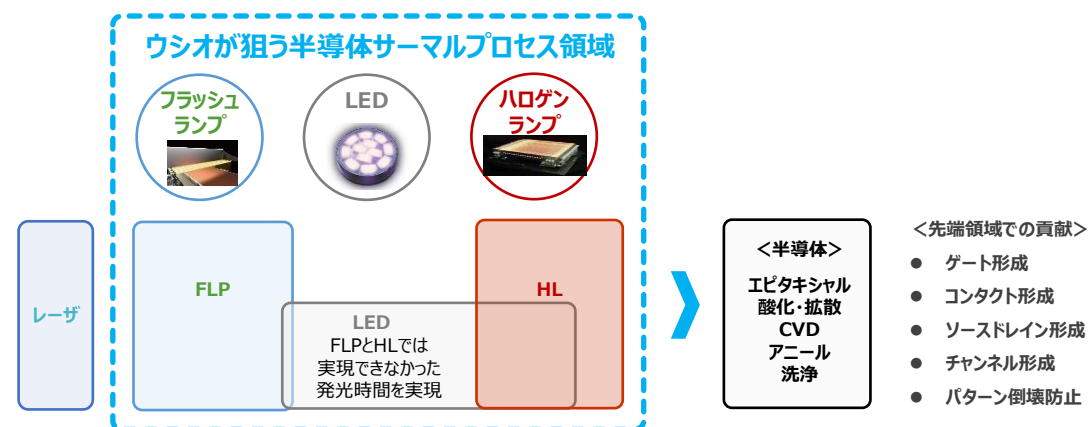 ウシオが狙う半導体サーマルプロセス領域
フラッシュ
ランプ
LED
ハロゲン
ランプ
レーザ
FLP
HL
LED
FLPとHLでは
実現できなかった
発光時間を実現
<半導体>
エピタキシャル
酸化・拡散
CVD
アニール
洗浄
<先端領域での貢献>
● ゲート形成
● コンタクト形成
● ソースドレイン形成
● チャンネル形成
● パターン倒壊防止